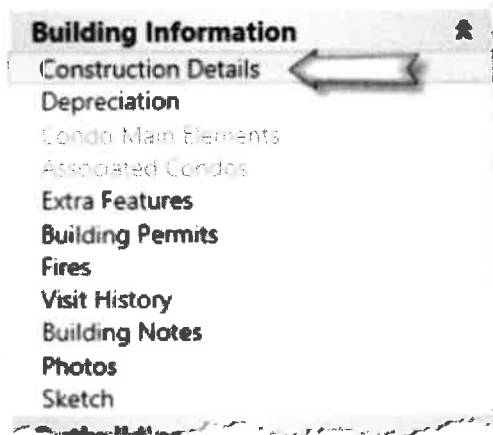 Building Information
Construction Details
Depreciation
Condo Main Elements
Associated Condos
Extra Features
Building Permits
Fires
Visit History
Building Notes
Photos
Sketch